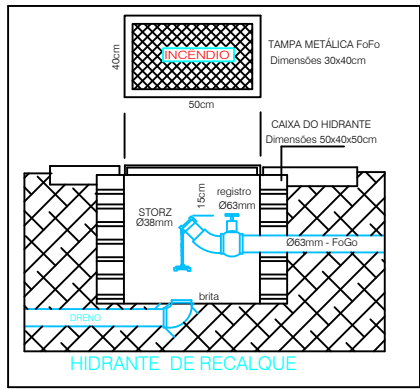 40cm
INCENDIO
TAMPA METÁLICA FoFo
Dimensões 30x40cm
50cm
CAIXA DO HIDRANTE
Dimensões 50x40x50cm
15cm
registro
Ø63mm
STORZ
Ø38mm
Ø63mm - FoGo
brita
DRENO
HIDRANTE DE RECALQUE